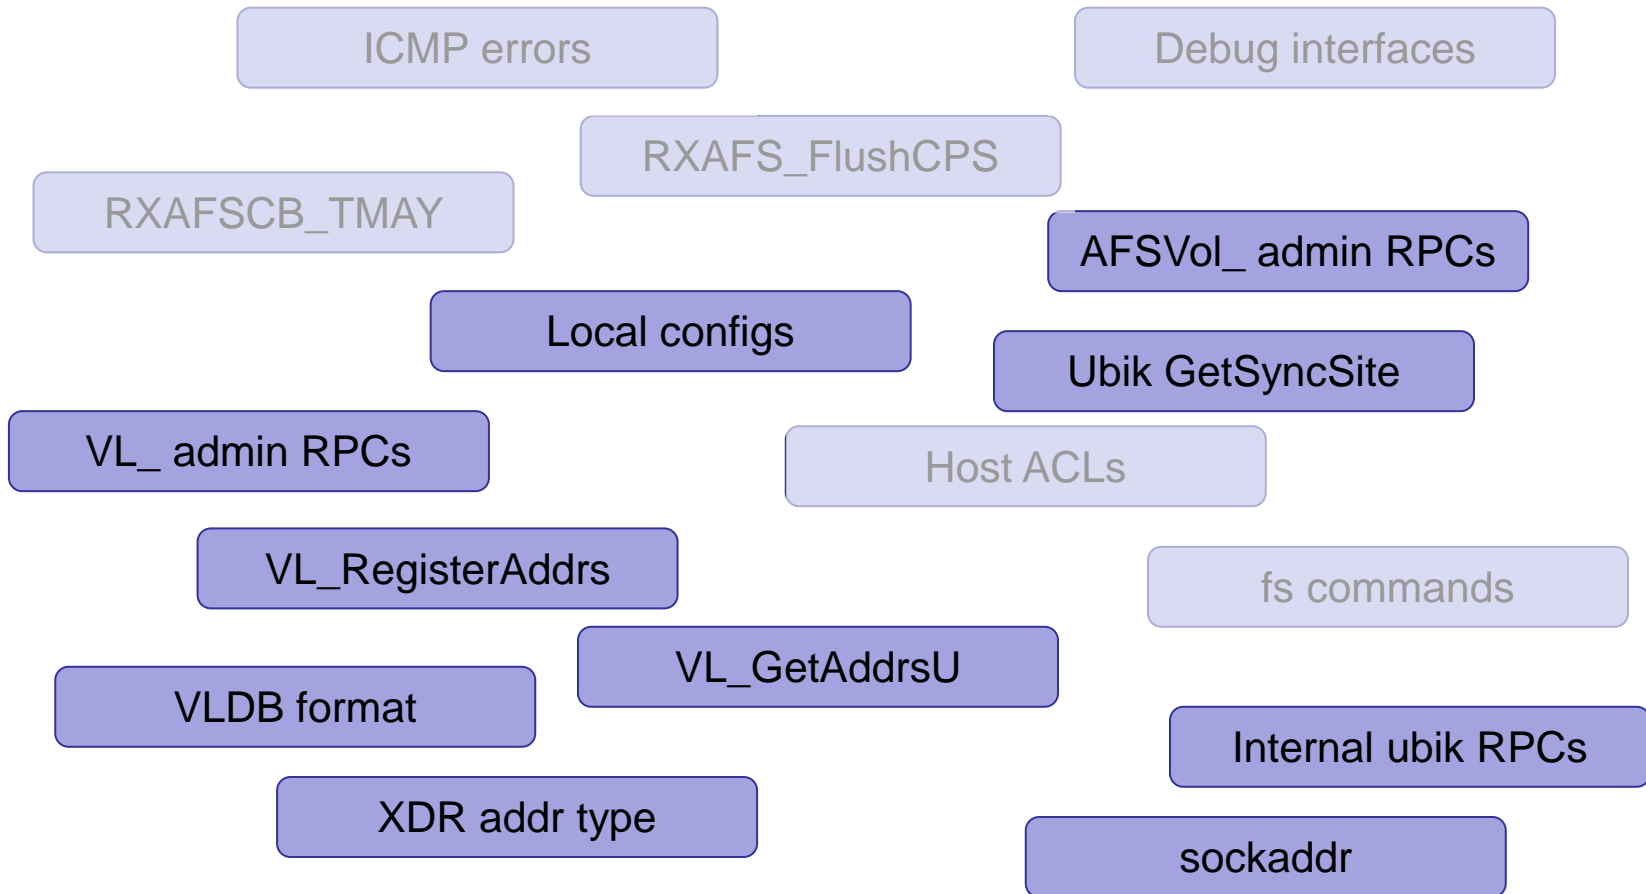 ICMP errors
Debug interfaces
RXAFS_FlushCPS
RXAFSCB_TMAY
AFSVol_ admin RPCs
Local configs
Ubik GetSyncSite
VL_ admin RPCs
Host ACLs
VL_RegisterAddrs
fs commands
VL_GetAddrsU
VLDB format
Internal ubik RPCs
XDR addr type
sockaddr